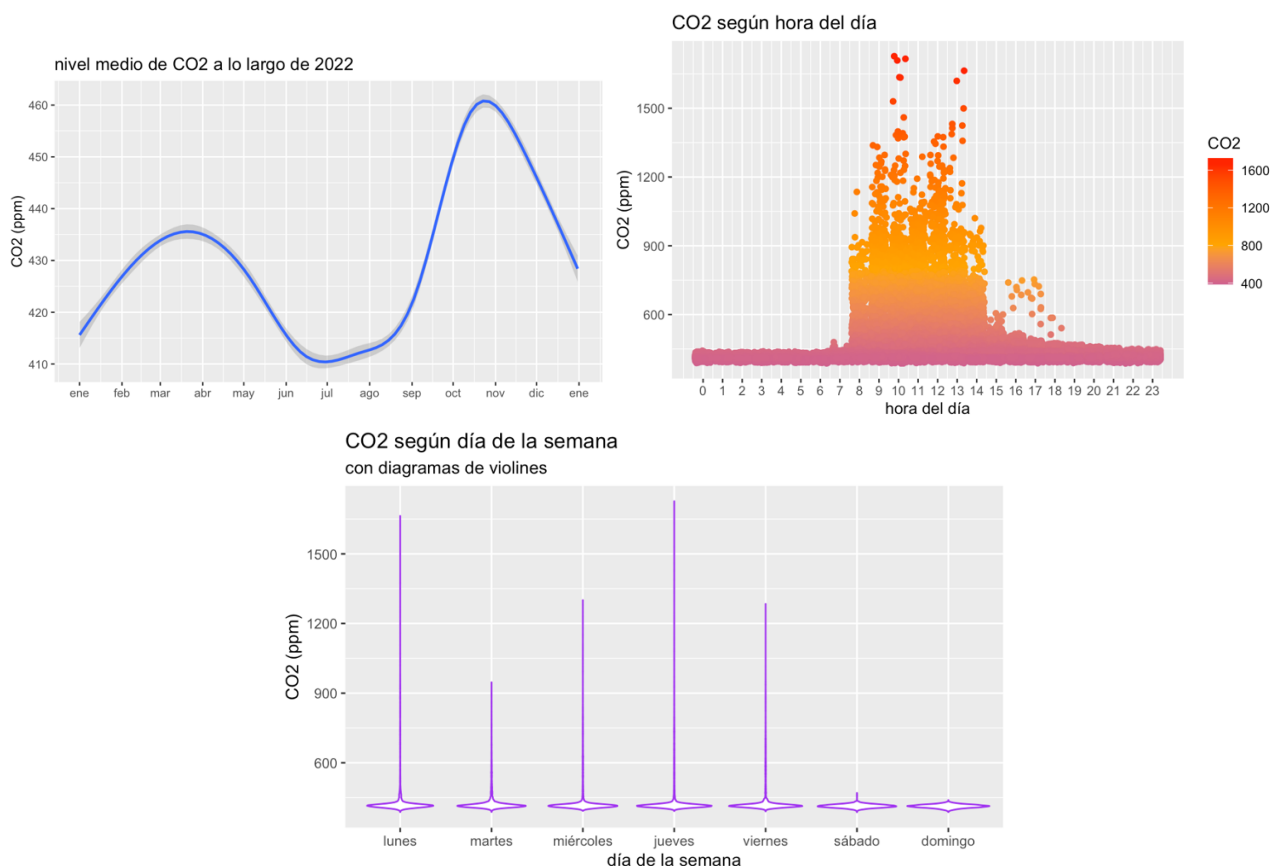 nivel medio de CO2 a lo largo de 2022
460
450
440
430
420
410
CO2 (ppm)
ene feb mar abr may jun jul ago sep oct nov dic ene
CO2 según hora del día
1500
1200
900
600
CO2 (ppm)
0 1 2 3 4 5 6 7 8 9 10 11 12 13 14 15 16 17 18 19 20 21 22 23
hora del día
CO2
1600
1200
800
400
CO2 según día de la semana
con diagramas de violines
1500
1200
900
600
CO2 (ppm)
lunes martes miércoles jueves viernes sábado domingo
día de la semana